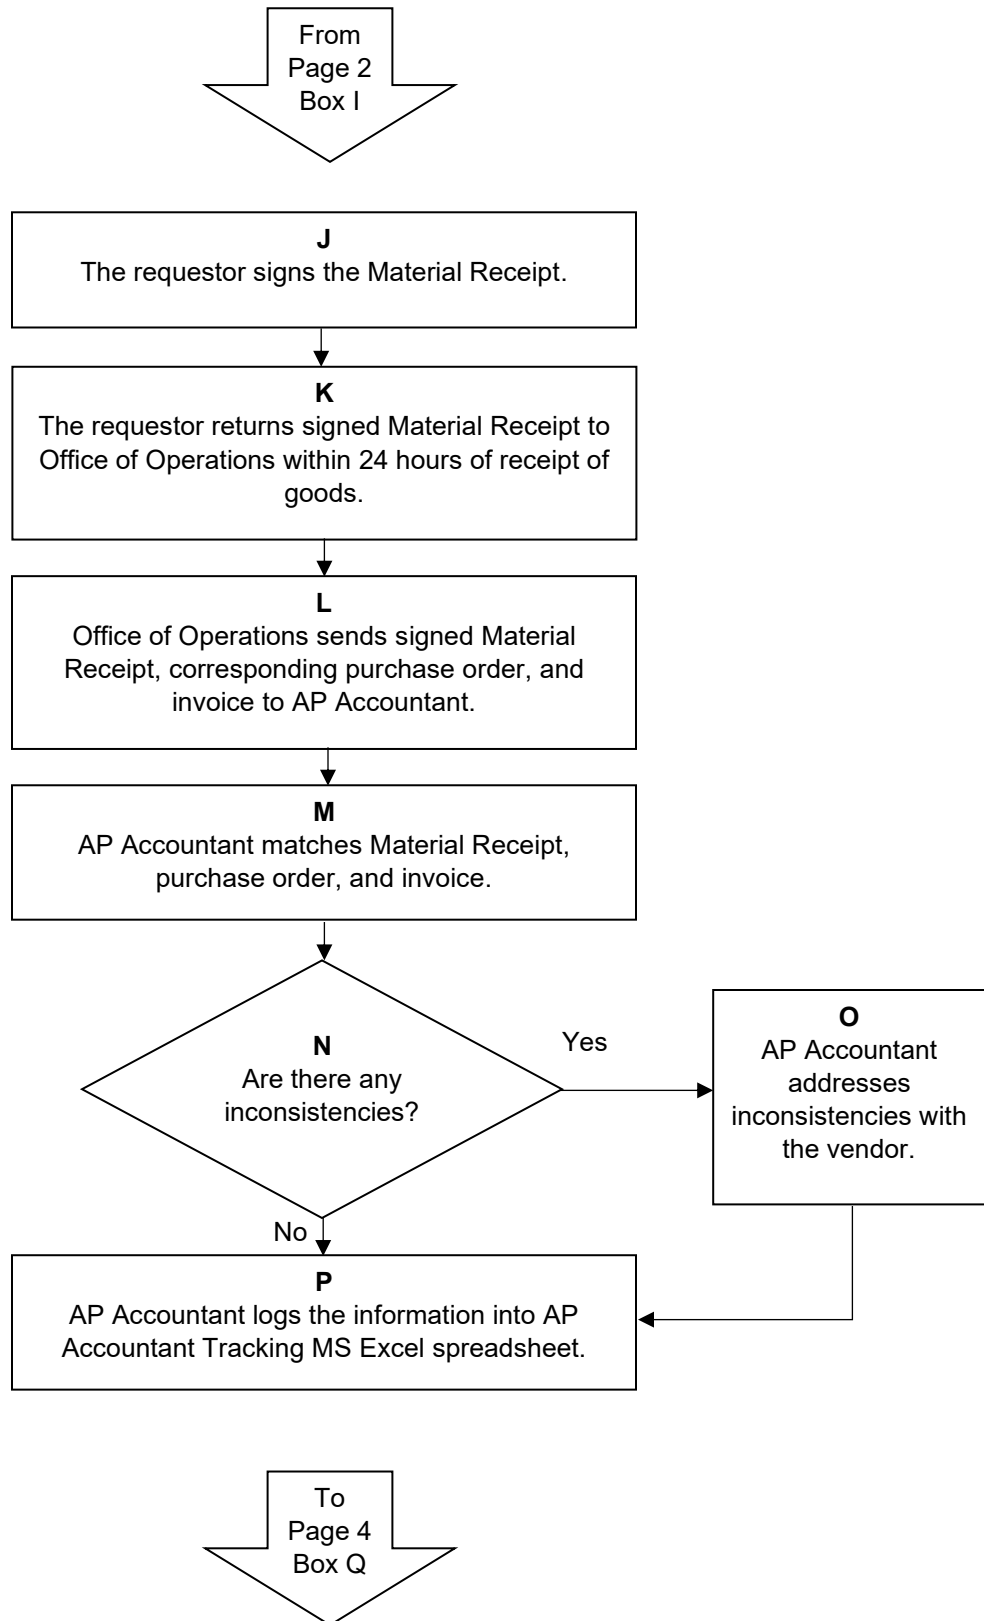 From
Page 2
Box I
J
The requestor signs the Material Receipt.
K
The requestor returns signed Material Receipt to
Office of Operations within 24 hours of receipt of
goods.
L
Office of Operations sends signed Material
Receipt, corresponding purchase order, and
invoice to AP Accountant.
M
AP Accountant matches Material Receipt,
purchase order, and invoice.
N
Are there any
inconsistencies?
Yes
O
AP Accountant
addresses
inconsistencies with
the vendor.
No
P
AP Accountant logs the information into AP
Accountant Tracking MS Excel spreadsheet.
To
Page 4
Box Q